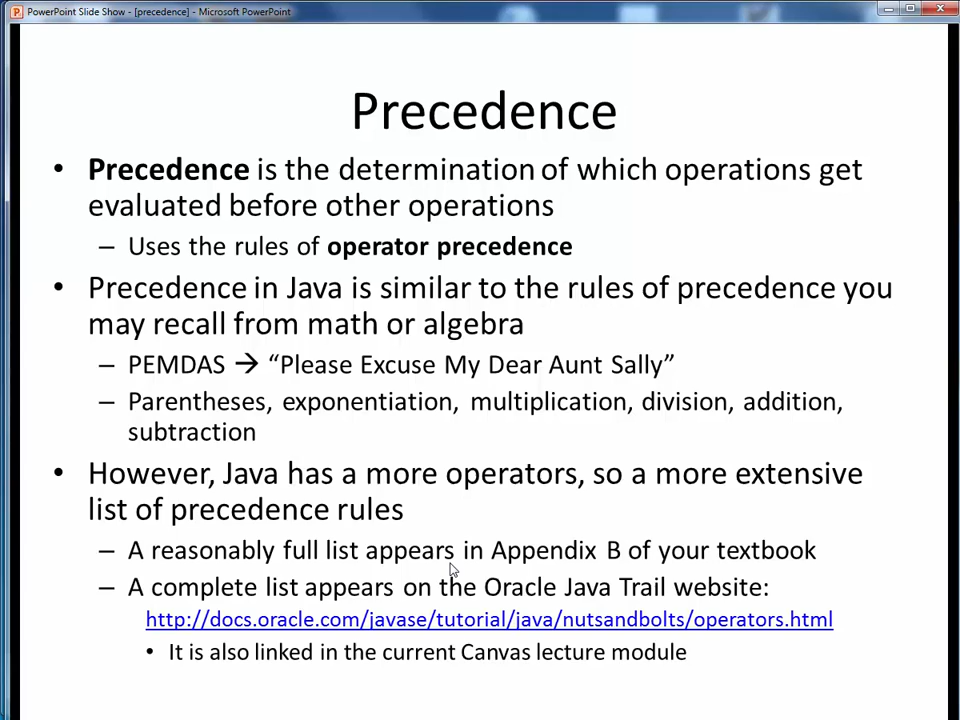 PowerPoint Slide Show - [precedence] - Microsoft PowerPoint
Precedence
• Precedence is the determination of which operations get
evaluated before other operations
– Uses the rules of operator precedence
• Precedence in Java is similar to the rules of precedence you
may recall from math or algebra
– PEMDAS → “Please Excuse My Dear Aunt Sally”
– Parentheses, exponentiation, multiplication, division, addition,
subtraction
• However, Java has a more operators, so a more extensive
list of precedence rules
– A reasonably full list appears in Appendix B of your textbook
– A complete list appears on the Oracle Java Trail website:
http://docs.oracle.com/javase/tutorial/java/nutsandbolts/operators.html
• It is also linked in the current Canvas lecture module